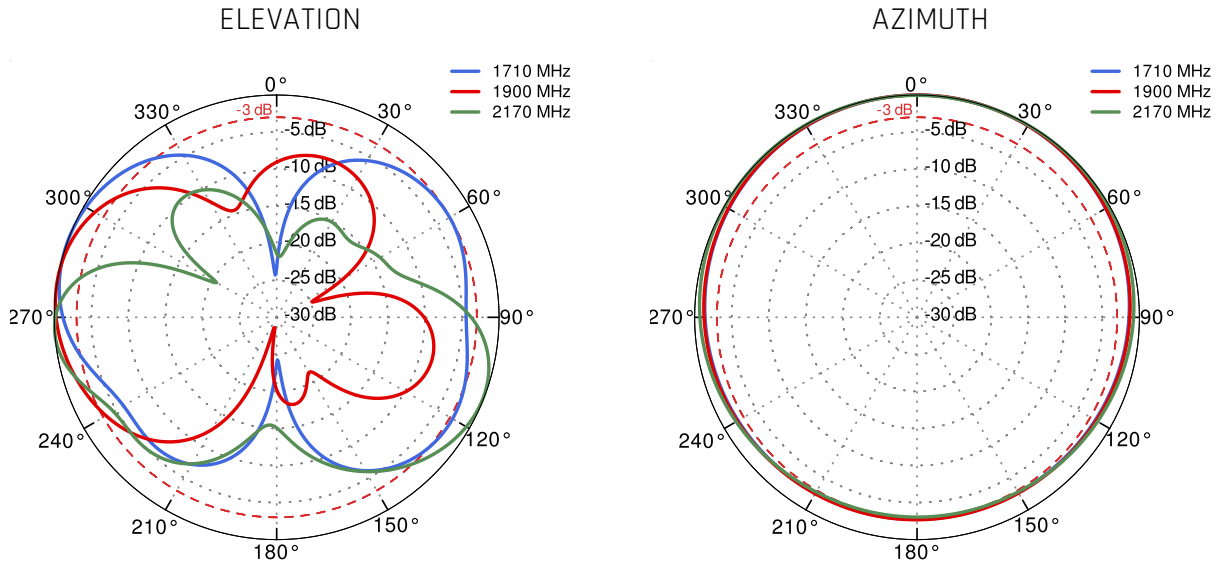 ELEVATION
1710 MHz
1900 MHz
2170 MHz
0°
330°
-3 dB
30°
-5 dB
-10 dB
300°
60°
-15 dB
-20 dB
-25 dB
270°
-30 dB
90°
240°
120°
210°
150°
180°
AZIMUTH
1710 MHz
1900 MHz
2170 MHz
0°
330°
-3 dB
30°
-5 dB
-10 dB
300°
60°
-15 dB
-20 dB
-25 dB
270°
-30 dB
90°
240°
120°
210°
150°
180°